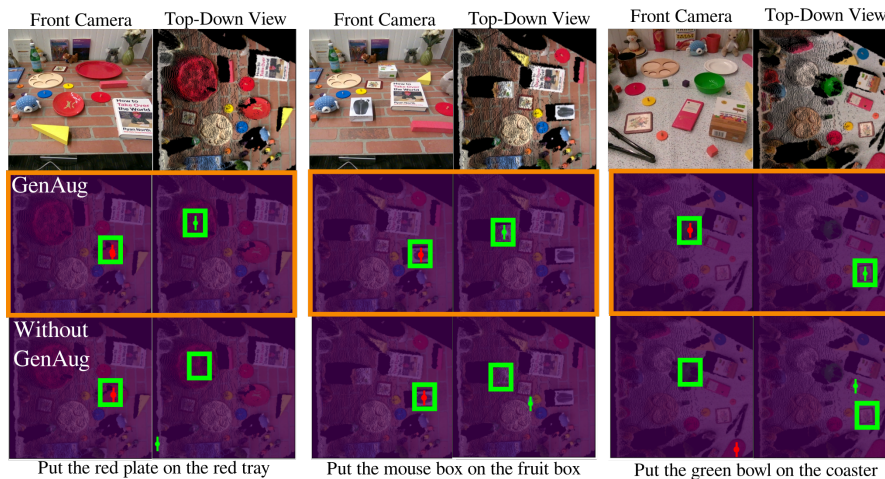 Front Camera Top-Down View Front Camera Top-Down View Front Camera Top-Down View
How to
Take Over
the World
Ryan North
GenAug
Without
GenAug
Put the red plate on the red tray Put the mouse box on the fruit box Put the green bowl on the coaster